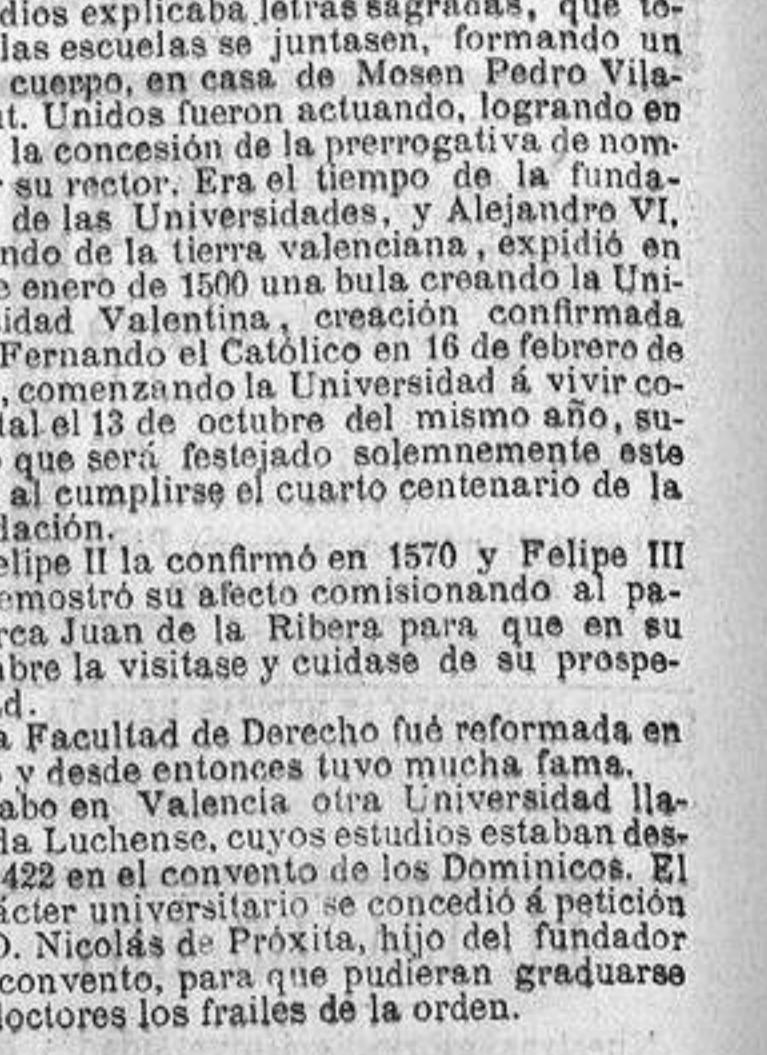 dios explicaba letras sagradas, que to-
las escuelas se juntasen, formando un
cuerpo, en casa de Mosen Pedro Vila-
t. Unidos fueron actuando, logrando en
la concesión de la prerrogativa de nom-
su rector. Era el tiempo de la funda-
de las Universidades, y Alejandro VI,
ndo de la tierra valenciana, expidió en
enero de 1500 una bula creando la Uni-
idad Valentina, creación confirmada
Fernando el Católico en 16 de febrero de
, comenzando la Universidad á vivir co-
tal el 13 de octubre del mismo año, su-
que será festejado solemnemente este
al cumplirse el cuarto centenario de la
dación.
elipe II la confirmó en 1570 y Felipe III
emostró su afecto comisionando al pa-
rca Juan de la Ribera para que en su
bre la visitase y cuidase de su prospe-
d.
a Facultad de Derecho fué reformada en
y desde entonces tuvo mucha fama.
abo en Valencia otra Universidad lla-
da Luchense, cuyos estudios estaban des-
422 en el convento de los Dominicos. El
ácter universitario se concedió á petición
D. Nicolás de Próxita, hijo del fundador
convento, para que pudieran graduarse
doctores los frailes de la orden.